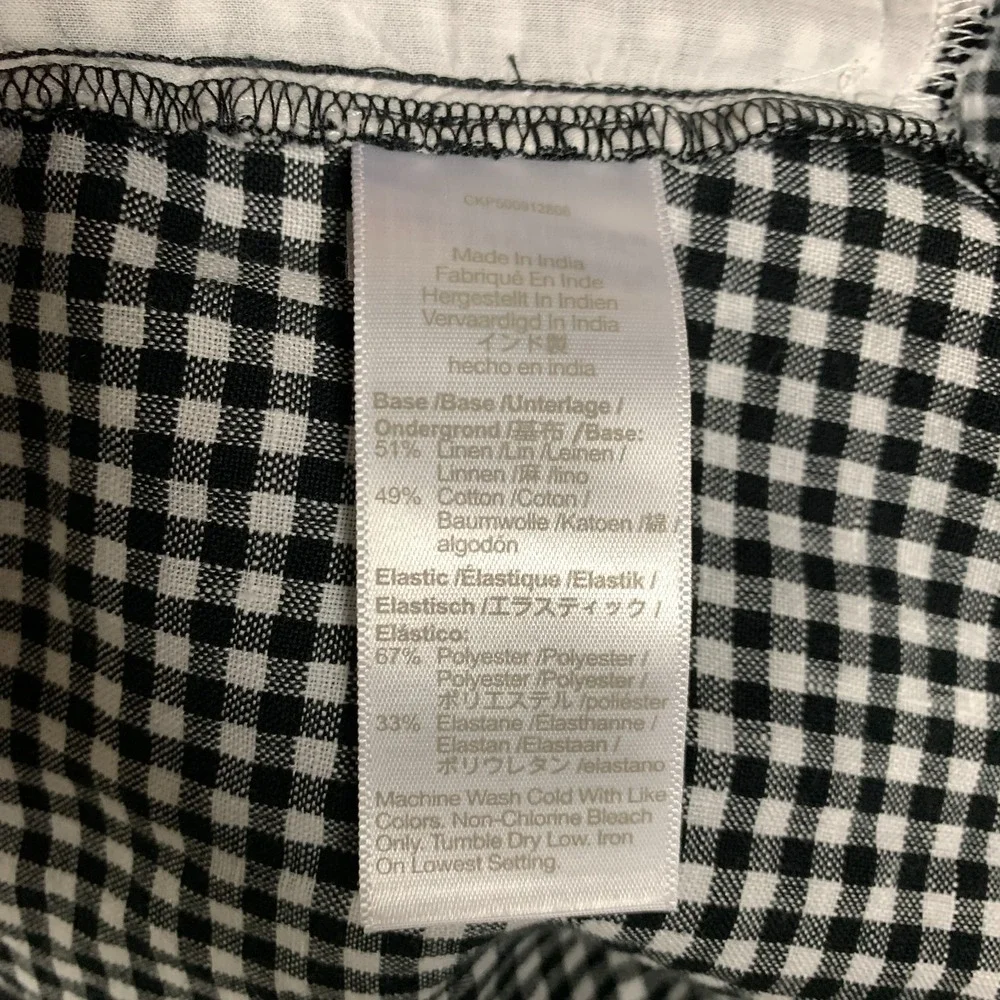 CKP500912806
Made In India
Fabriqué En Inde
Hergestellt In Indien
Vervaardigd In India
インド製
hecho en india
Base /Base /Unterlage /
Ondergrond /基布 /Base:
51% Linen /Lin /Leinen /
Linnen /麻 /lino
49% Cotton /Coton /
Baumwolle /Katoen /綿 /
algodón
Elastic /Élastique /Elastik /
Elastisch /エラスティック /
Elástico:
67% Polyester /Polyester /
Polyester /Polyester /
ポリエステル /poliéster
33% Elastane /Élasthanne /
Elastan /Elastaan /
ポリウレタン /elastano
Machine Wash Cold With Like
Colors. Non-Chlorine Bleach
Only. Tumble Dry Low. Iron
On Lowest Setting.